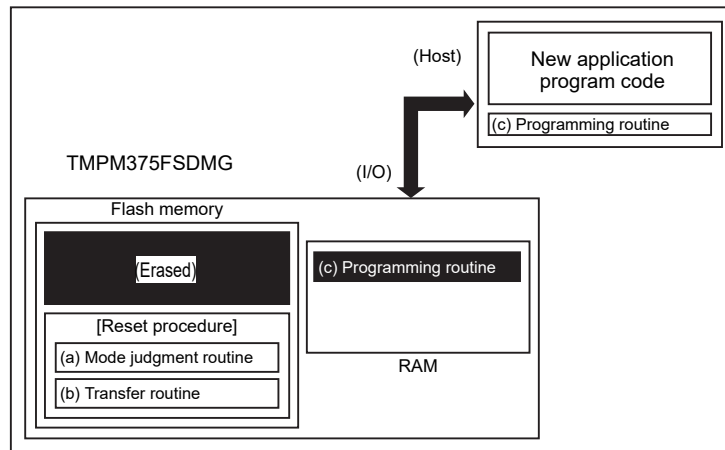 (Host)
New application
program code
(c) Programming routine
TMPM375FSDMG
(I/O)
Flash memory
(Erased)
(c) Programming routine
[Reset procedure]
(a) Mode judgment routine
(b) Transfer routine
RAM